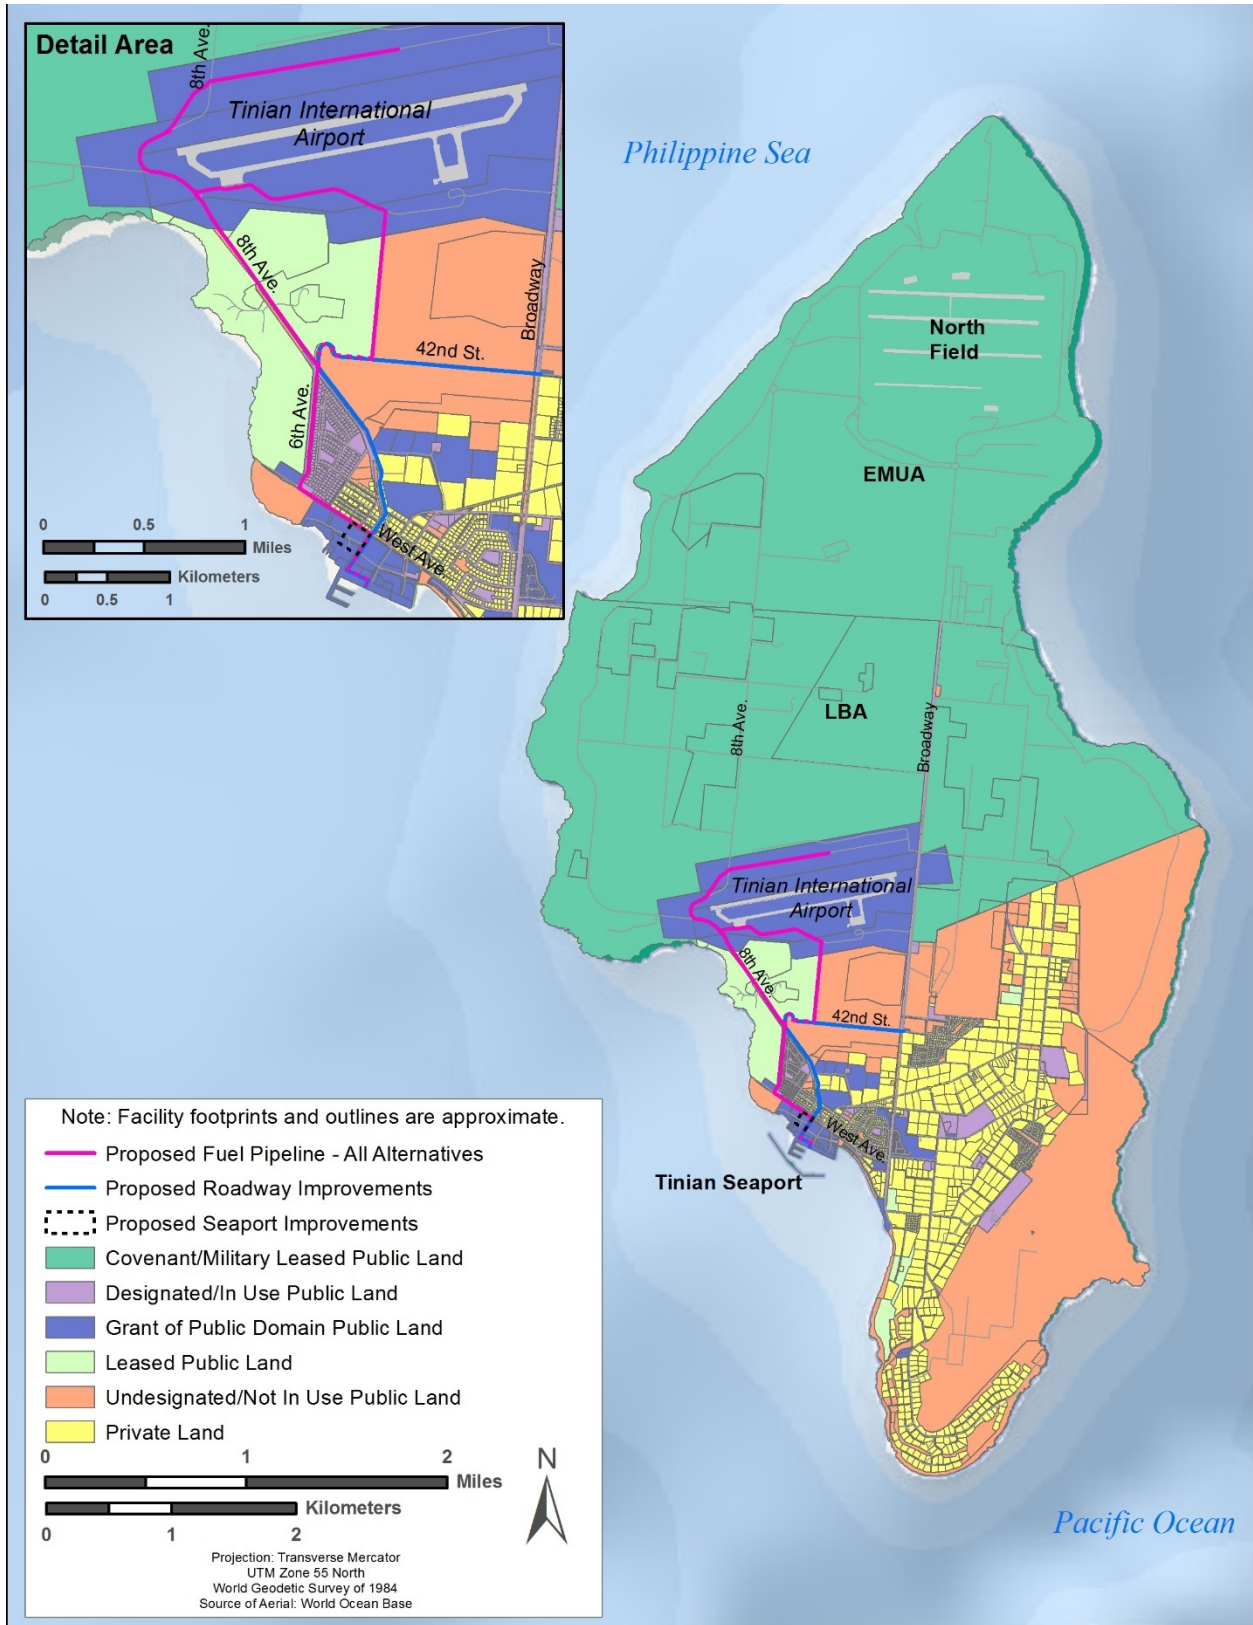 Detail Area
8th Ave.
Tinian International
Airport
8th Ave.
Broadway
42nd St.
6th Ave.
West Ave.
0 0.5 1
Miles
Kilometers
0 0.5 1
Philippine Sea
North
Field
EMUA
LBA
8th Ave.
Broadway
Tinian International
Airport
8th Ave.
42nd St.
West Ave.
Tinian Seaport
Pacific Ocean
Note: Facility footprints and outlines are approximate.
Proposed Fuel Pipeline - All Alternatives
Proposed Roadway Improvements
Proposed Seaport Improvements
Covenant/Military Leased Public Land
Designated/In Use Public Land
Grant of Public Domain Public Land
Leased Public Land
Undesignated/Not In Use Public Land
Private Land
0 1 2
Miles
Kilometers
0 1 2
N
Projection: Transverse Mercator
UTM Zone 55 North
World Geodetic Survey of 1984
Source of Aerial: World Ocean Base